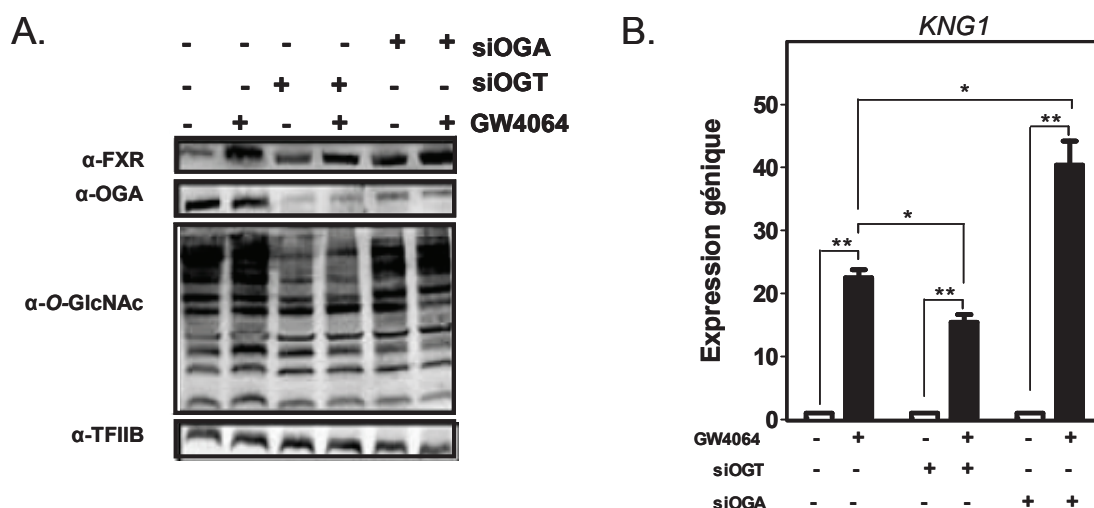 A.
- - - - + + siOGA
- - + + - - siOGT
- + - + - + GW4064
α-FXR
α-OGA
α-O-GlcNAc
α-TFIIB
B.
KNG1
Expression génique
50
40
30
20
10
0
*
**
*
**
**
GW4064 - + - + - +
siOGT - - + + - -
siOGA - - - - + +